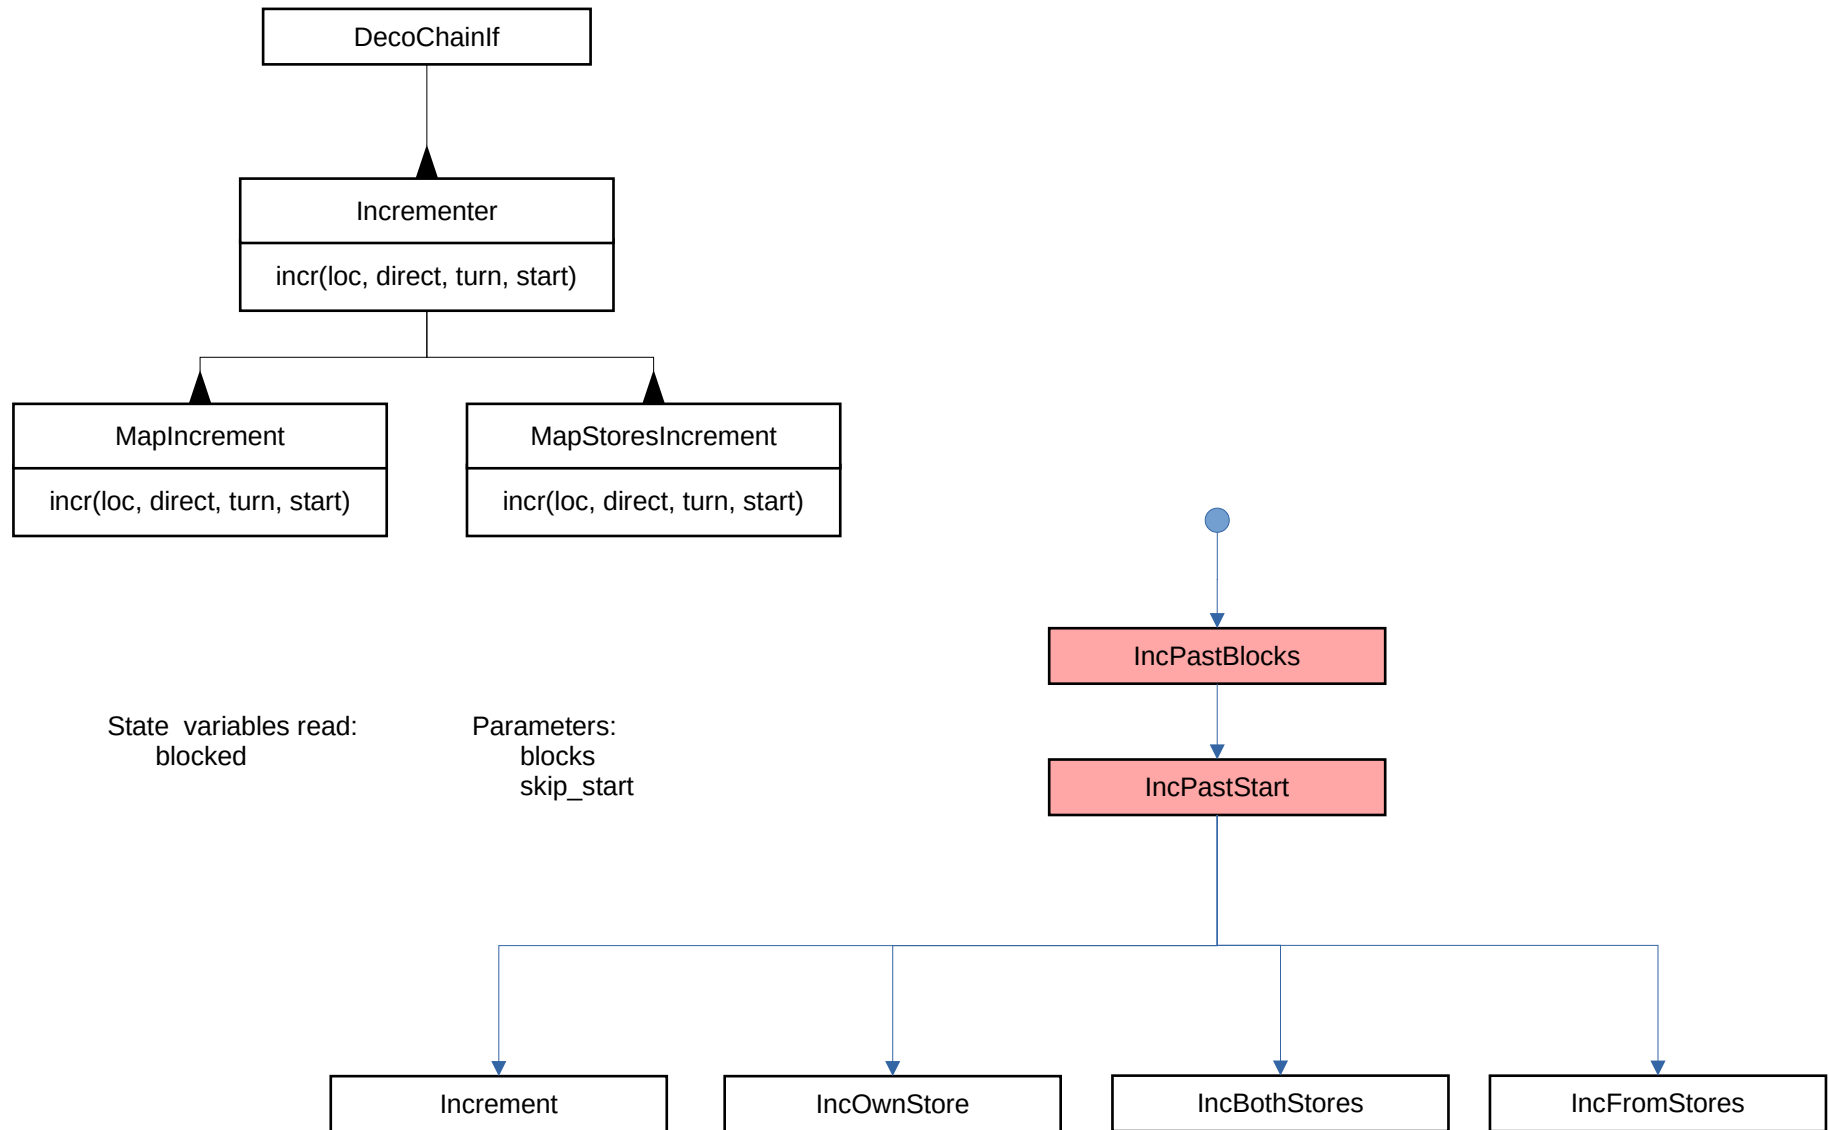 DecoChainIf
Incrementer
incr(loc, direct, turn, start)
MapIncrement
incr(loc, direct, turn, start)
MapStoresIncrement
incr(loc, direct, turn, start)
State  variables read:
blocked
Parameters:
blocks
skip_start
IncPastBlocks
IncPastStart
Increment
IncOwnStore
IncBothStores
IncFromStores